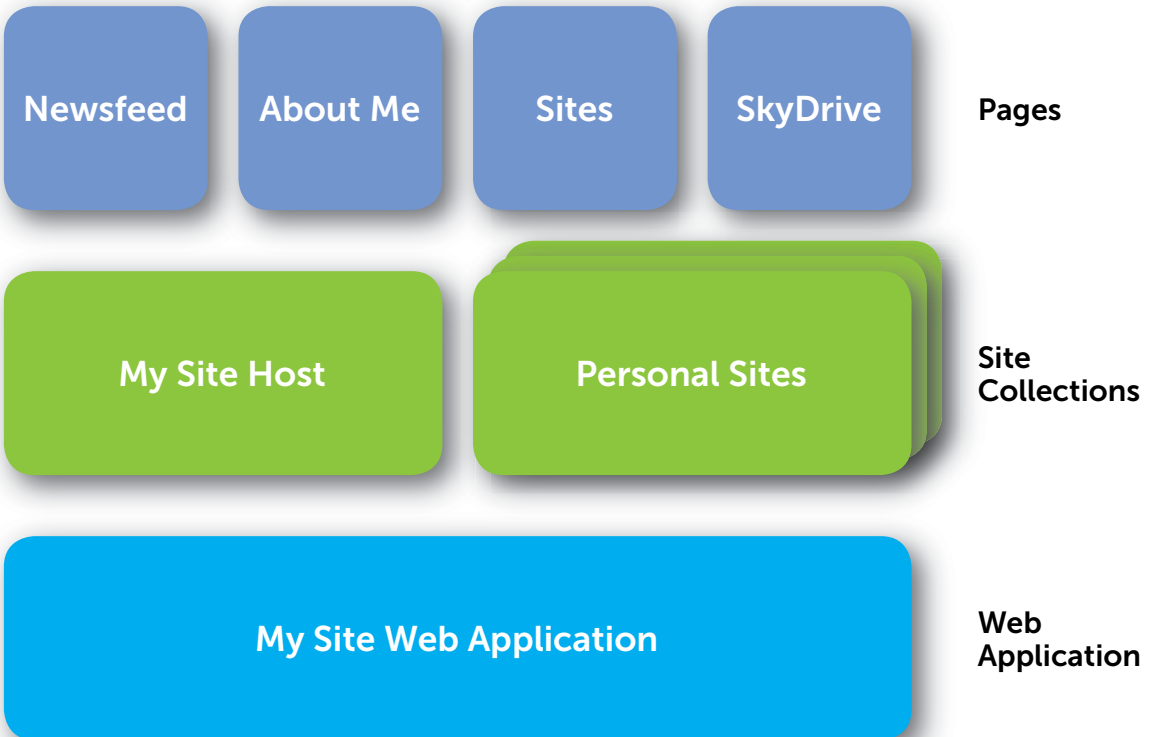 Newsfeed
About Me
Sites
SkyDrive
Pages
My Site Host
Personal Sites
Site
Collections
My Site Web Application
Web
Application